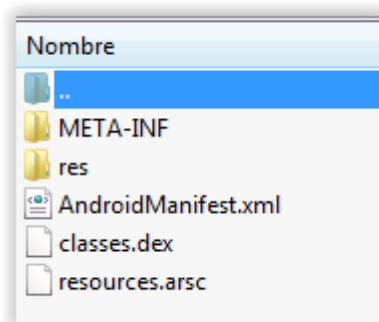 Nombre
..
META-INF
res
AndroidManifest.xml
classes.dex
resources.arsc